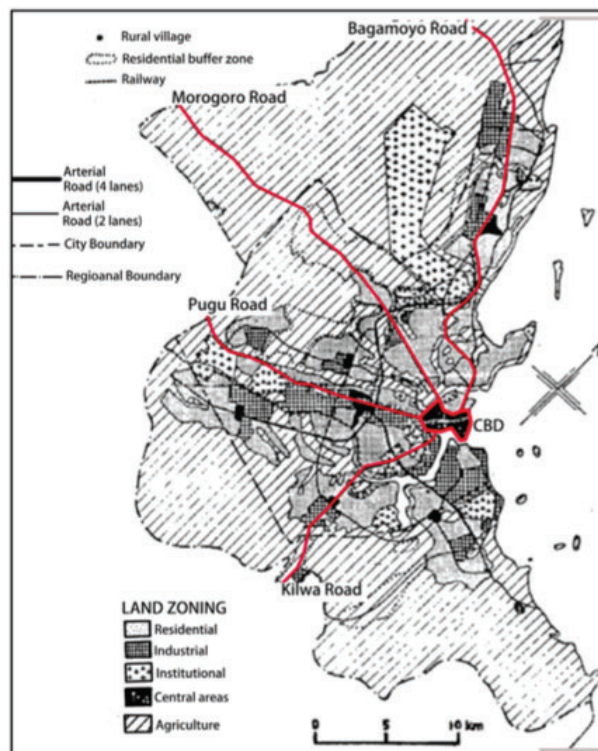 Bagamoyo Road
Rural village
Residential buffer zone
Railway
Morogoro Road
Arterial
Road (4 lanes)
Arterial
Road (2 lanes)
City Boundary
Regioanal Boundary
Pugu Road
CBD
Kilwa Road
LAND ZONING
Residential
Industrial
Institutional
Central areas
Agriculture
0 5 10 km